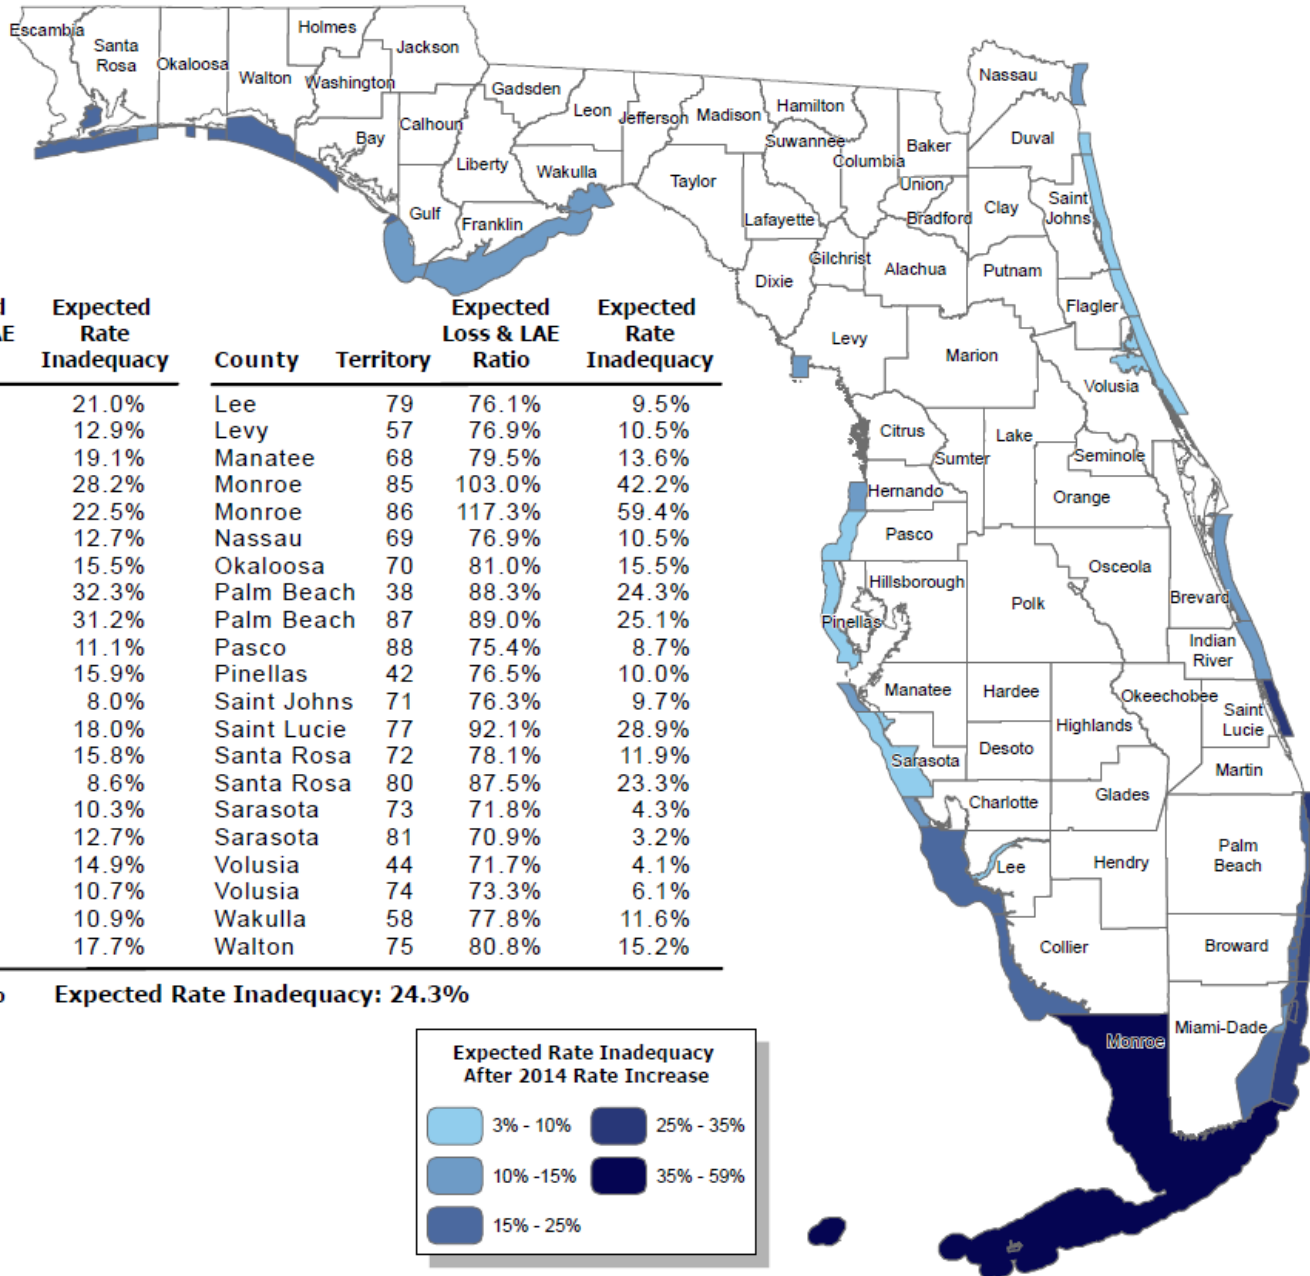 Escambia
Santa
Rosa
Okaloosa
Walton
Holmes
Washington
Jackson
Bay
Calhoun
Gulf
Gadsden
Liberty
Franklin
Leon
Wakulla
Jefferson
Madison
Taylor
Hamilton
Suwannee
Lafayette
Columbia
Dixie
Gilchrist
Baker
Union
Bradford
Alachua
Nassau
Duval
Clay
Saint
Johns
Putnam
Flagler
Levy
Marion
Volusia
Citrus
Sumter
Lake
Seminole
Orange
Hernando
Pasco
Hillsborough
Pinellas
Polk
Osceola
Brevard
Indian
River
Manatee
Hardee
Highlands
Okeechobee
Saint
Lucie
Sarasota
Desoto
Martin
Charlotte
Glades
Lee
Hendry
Palm
Beach
Collier
Broward
Miami-Dade
Monroe
Expected
Rate
Inadequacy
21.0%
12.9%
19.1%
28.2%
22.5%
12.7%
15.5%
32.3%
31.2%
11.1%
15.9%
8.0%
18.0%
15.8%
8.6%
10.3%
12.7%
14.9%
10.7%
10.9%
17.7%
Expected Expected
Loss & LAE Rate
County Territory Ratio Inadequacy
Lee 79 76.1% 9.5%
Levy 57 76.9% 10.5%
Manatee 68 79.5% 13.6%
Monroe 85 103.0% 42.2%
Monroe 86 117.3% 59.4%
Nassau 69 76.9% 10.5%
Okaloosa 70 81.0% 15.5%
Palm Beach 38 88.3% 24.3%
Palm Beach 87 89.0% 25.1%
Pasco 88 75.4% 8.7%
Pinellas 42 76.5% 10.0%
Saint Johns 71 76.3% 9.7%
Saint Lucie 77 92.1% 28.9%
Santa Rosa 72 78.1% 11.9%
Santa Rosa 80 87.5% 23.3%
Sarasota 73 71.8% 4.3%
Sarasota 81 70.9% 3.2%
Volusia 44 71.7% 4.1%
Volusia 74 73.3% 6.1%
Wakulla 58 77.8% 11.6%
Walton 75 80.8% 15.2%
% Expected Rate Inadequacy: 24.3%
Expected Rate Inadequacy
After 2014 Rate Increase
3% - 10% 25% - 35%
10% -15% 35% - 59%
15% - 25%